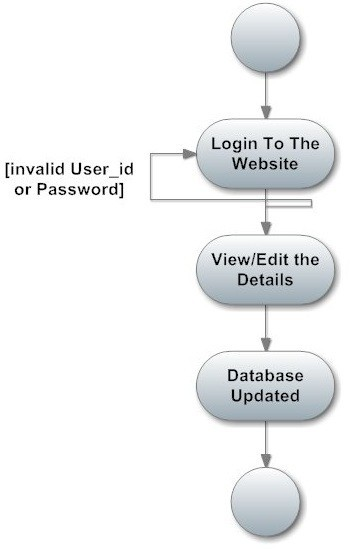 Login To The
Website
[invalid User_id
or Password]
View/Edit the
Details
Database
Updated